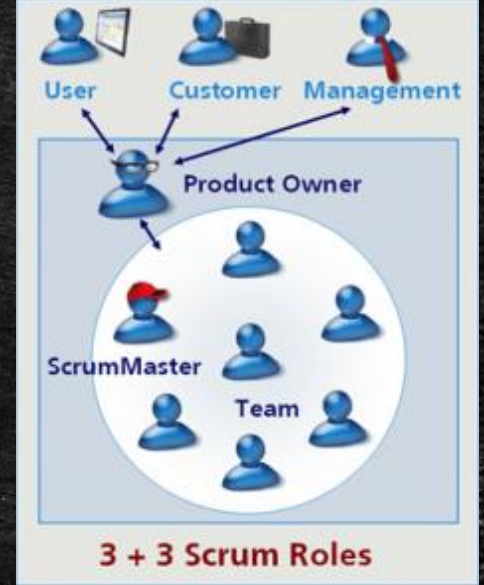 User Customer Management
Product Owner
ScrumMaster
Team
3 + 3 Scrum Roles